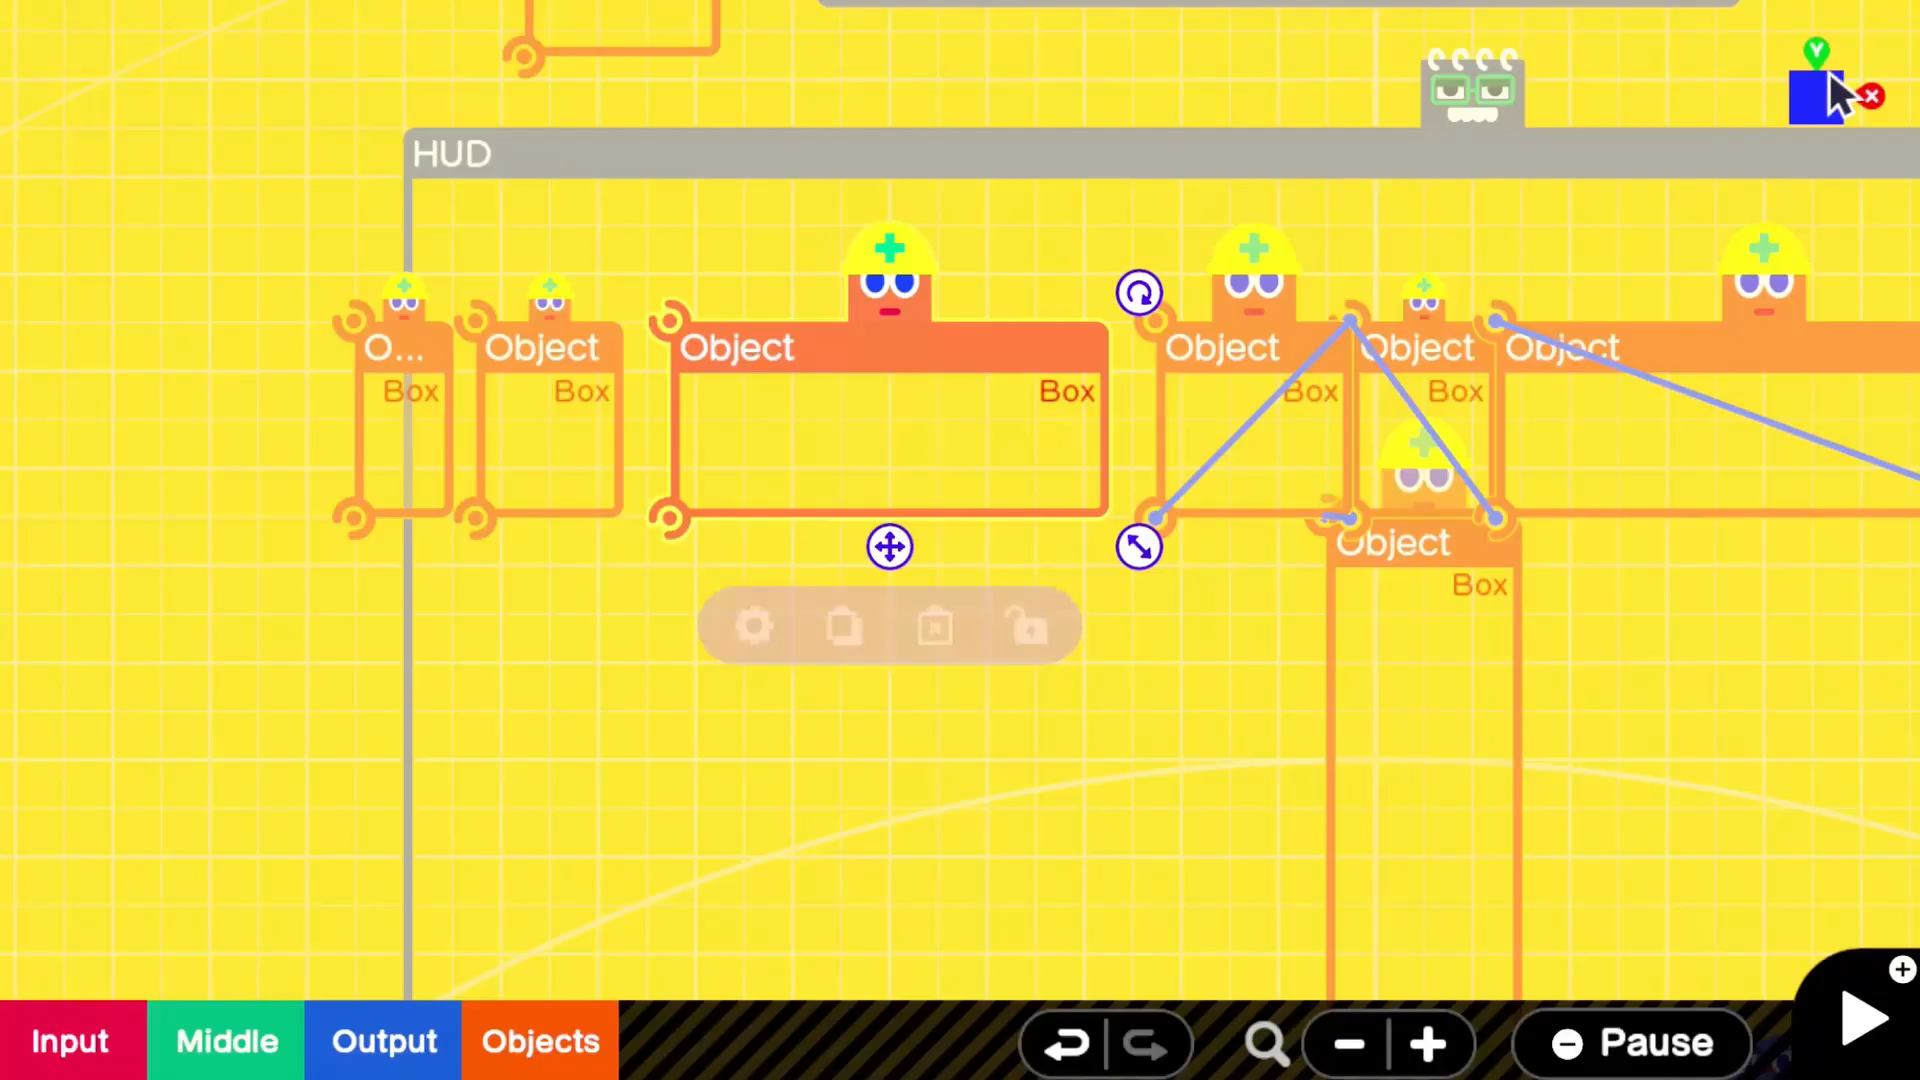 Y
X
HUD
O...
Object
Object
Object
Object
Object
Box
Box
Box
Box
Box
Object
Box
Input
Middle
Output
Objects
Pause